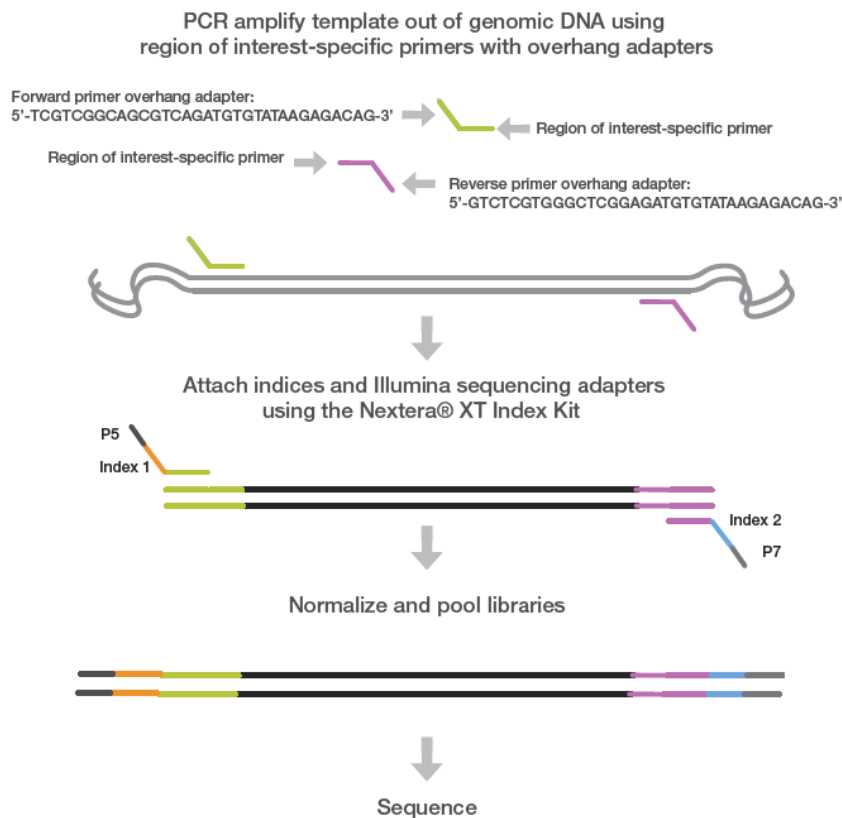 PCR amplify template out of genomic DNA using
region of interest-specific primers with overhang adapters
Forward primer overhang adapter:
5'-TCGTCGGCAGCGTCAGATGTGTATAAGAGACAG-3'
Region of interest-specific primer
Region of interest-specific primer
Reverse primer overhang adapter:
5'-GTCTCGTGGGCTCGGAGATGTGTATAAGAGACAG-3'
Attach indices and Illumina sequencing adapters
using the Nextera® XT Index Kit
P5
Index 1
Index 2
P7
Normalize and pool libraries
Sequence